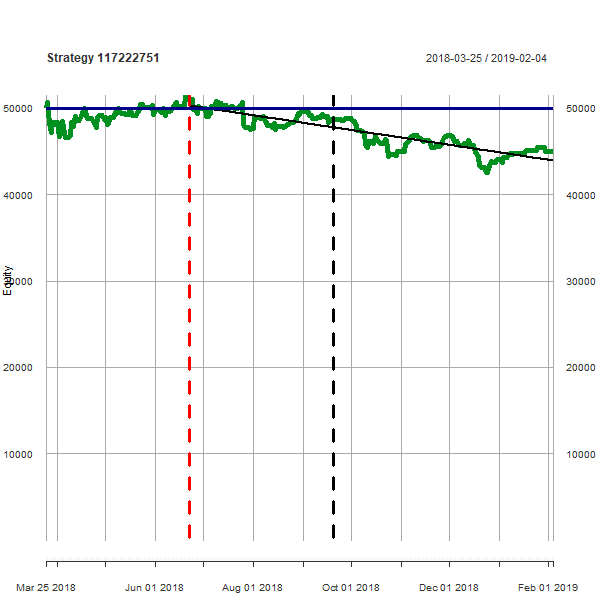 Strategy 117222751
2018-03-25 / 2019-02-04
50000 50000
40000 40000
Equity
30000 30000
20000 20000
10000 10000
Mar 25 2018 Jun 01 2018 Aug 01 2018 Oct 01 2018 Dec 01 2018 Feb 01 2019